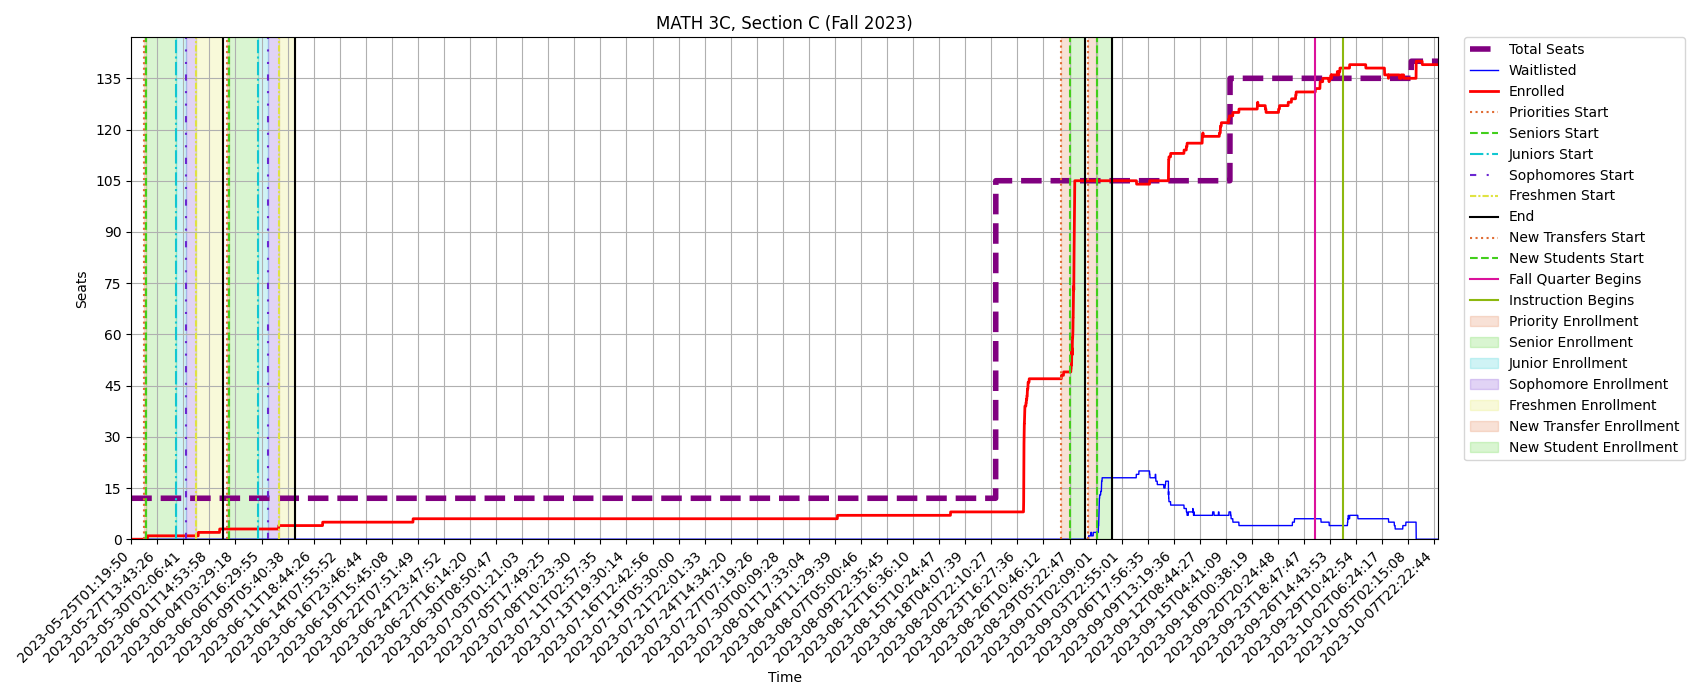 MATH 3C, Section C (Fall 2023)
Seats
135
120
105
90
75
60
45
30
15
0
2023-05-25T01:19:50
2023-05-27T13:43:26
2023-05-30T02:06:41
2023-06-01T14:53:58
2023-06-04T03:29:18
2023-06-06T16:29:55
2023-06-09T05:40:38
2023-06-11T18:44:26
2023-06-14T07:55:52
2023-06-16T23:46:44
2023-06-19T15:45:08
2023-06-22T07:51:49
2023-06-24T23:47:52
2023-06-27T16:14:20
2023-06-30T08:50:47
2023-07-03T01:21:03
2023-07-05T17:49:25
2023-07-08T10:23:30
2023-07-11T02:57:35
2023-07-13T19:30:14
2023-07-16T12:42:56
2023-07-19T05:30:00
2023-07-21T22:01:33
2023-07-24T14:34:20
2023-07-27T07:19:26
2023-07-30T00:09:28
2023-08-01T17:33:04
2023-08-04T11:29:39
2023-08-07T05:00:46
2023-08-09T22:35:45
2023-08-12T16:36:10
2023-08-15T10:24:47
2023-08-18T04:07:39
2023-08-20T22:10:27
2023-08-23T16:27:36
2023-08-26T10:46:12
2023-08-29T05:22:47
2023-09-01T02:09:01
2023-09-03T22:55:01
2023-09-06T17:56:35
2023-09-09T13:19:36
2023-09-12T08:44:27
2023-09-15T04:41:09
2023-09-18T00:38:19
2023-09-20T20:24:48
2023-09-23T18:47:47
2023-09-26T14:43:53
2023-09-29T10:42:54
2023-10-02T06:24:17
2023-10-05T02:15:08
2023-10-07T22:22:44
Time
Total Seats
Waitlisted
Enrolled
Priorities Start
Seniors Start
Juniors Start
Sophomores Start
Freshmen Start
End
New Transfers Start
New Students Start
Fall Quarter Begins
Instruction Begins
Priority Enrollment
Senior Enrollment
Junior Enrollment
Sophomore Enrollment
Freshmen Enrollment
New Transfer Enrollment
New Student Enrollment